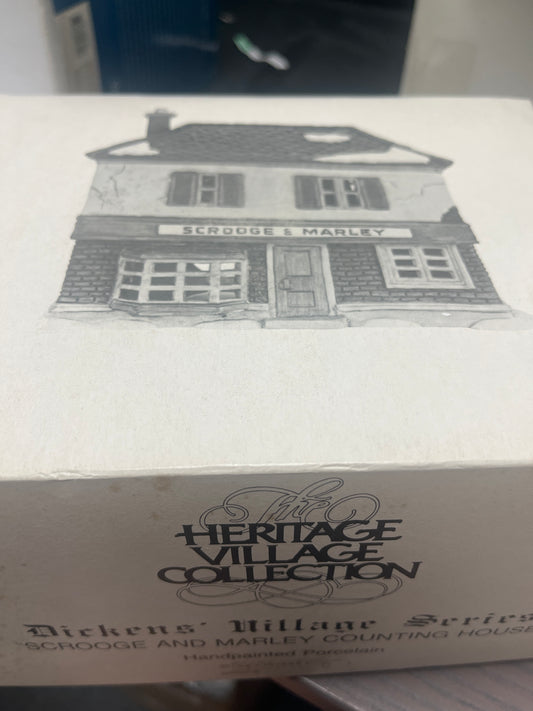 SCROOGE & MARLEY
The
HERITAGE
VILLAGE
COLLECTION
Dickens' Village Series
"SCROOGE AND MARLEY COUNTING HOUSE
Handpainted Porcelain